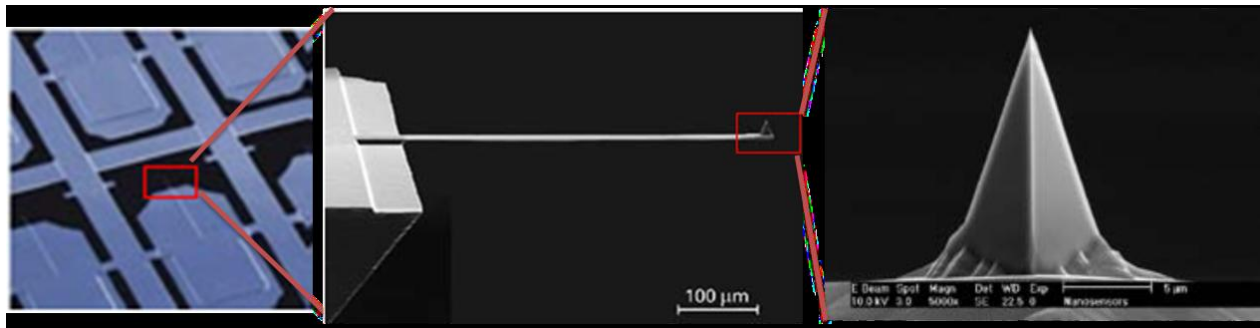 100 µm
E Beam Spot Magn Det WD Exp 5 µm
10.0 kV 3.0 5000x SE 22.5 0 Nanosensors